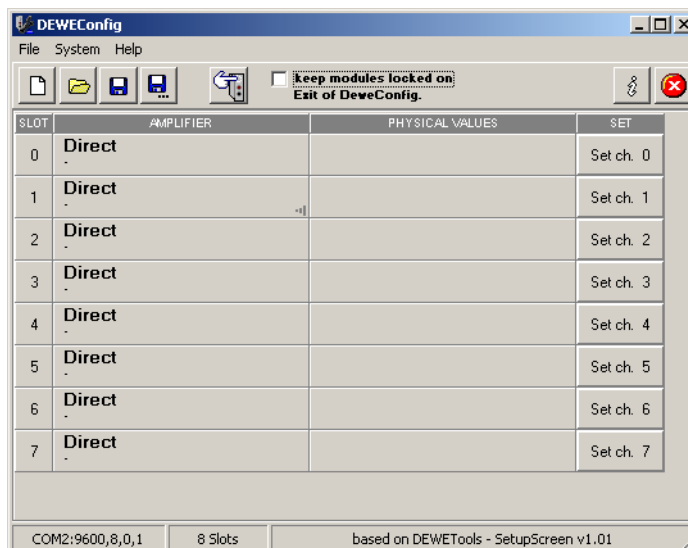 DEWEConfig
File System Help
keep modules locked on
Exit of DeweConfig.
SLOT AMPLIFIER PHYSICAL VALUES SET
0 Direct Set ch. 0
-
1 Direct Set ch. 1
-
2 Direct Set ch. 2
-
3 Direct Set ch. 3
-
4 Direct Set ch. 4
-
5 Direct Set ch. 5
-
6 Direct Set ch. 6
-
7 Direct Set ch. 7
-
COM2:9600,8,0,1 8 Slots based on DEWETools - SetupScreen v1.01